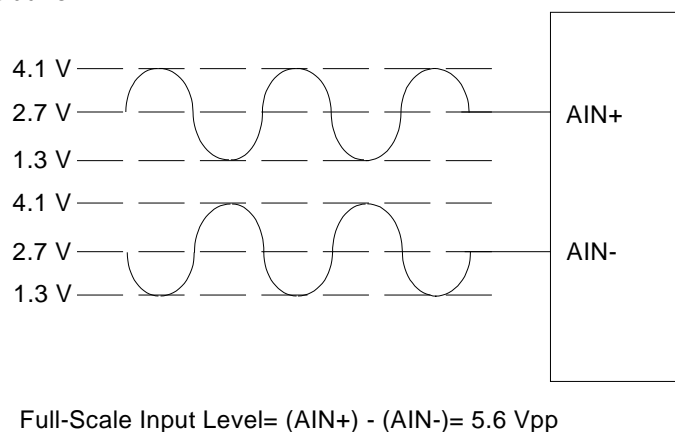 4.1 V
2.7 V
AIN+
1.3 V
4.1 V
2.7 V
AIN-
1.3 V
Full-Scale Input Level= (AIN+) - (AIN-)= 5.6 Vpp